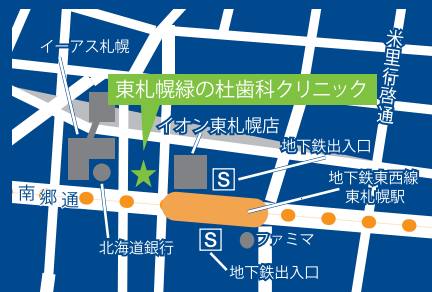 イーアス札幌
米里行啓通
東札幌緑の杜歯科クリニック
イオン東札幌店
地下鉄出入口
S
地下鉄東西線
東札幌駅
南郷通
S
ファミマ
北海道銀行
地下鉄出入口